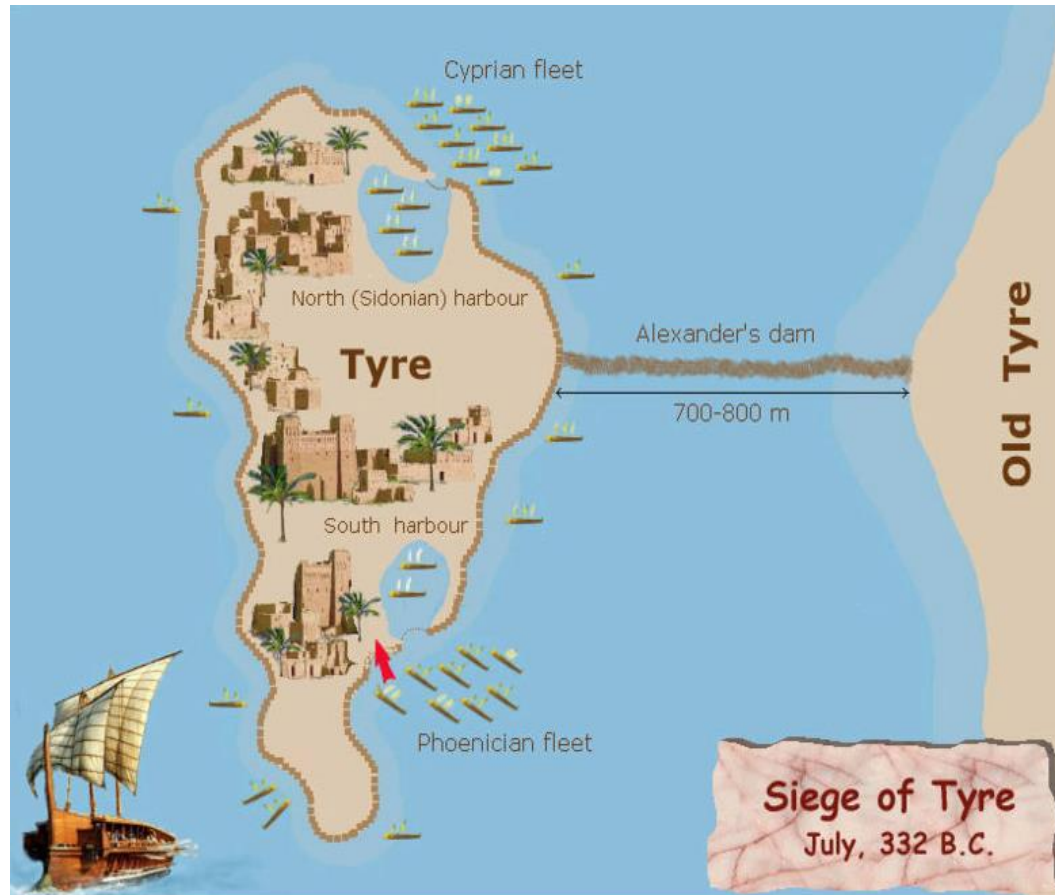 Cyprian fleet
North (Sidonian) harbour
Alexander's dam
Tyre
700-800 m
Old Tyre
South harbour
Phoenician fleet
Siege of Tyre
July, 332 B.C.